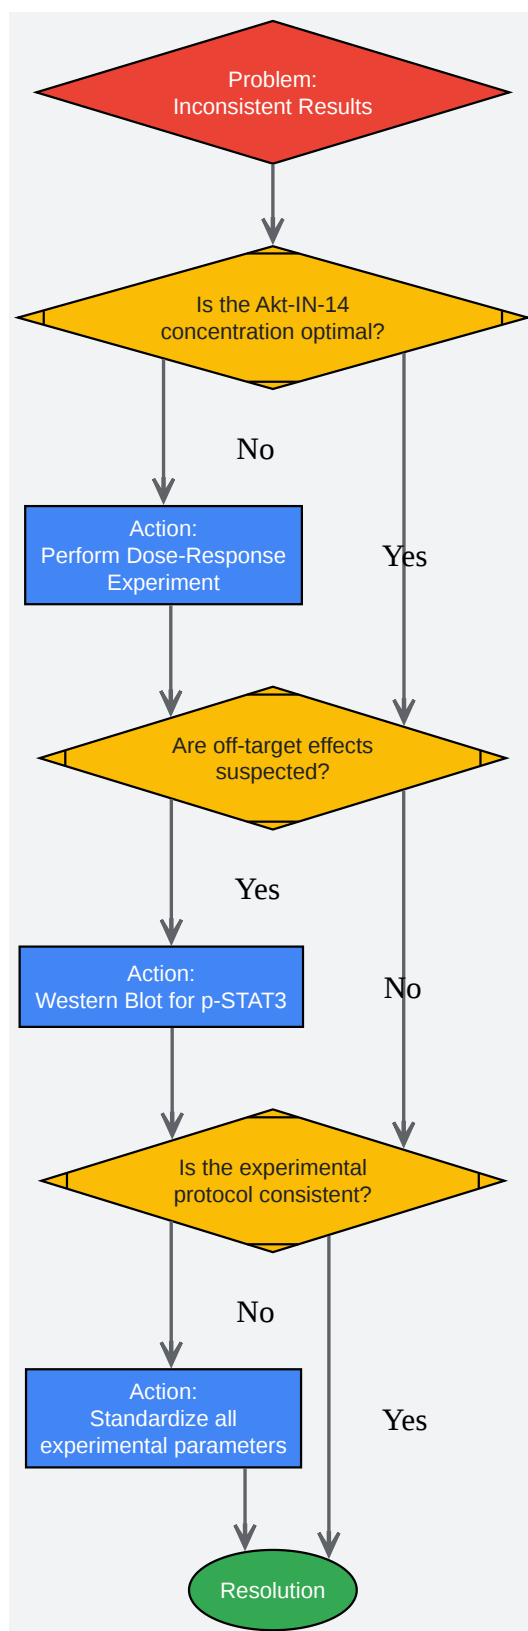 Problem:
Inconsistent Results
Is the Akt-IN-14
concentration optimal?
No
Action:
Perform Dose-Response
Experiment
Yes
Are off-target effects
suspected?
Yes
Action:
Western Blot for p-STAT3
No
Is the experimental
protocol consistent?
No
Action:
Standardize all
experimental parameters
Yes
Resolution